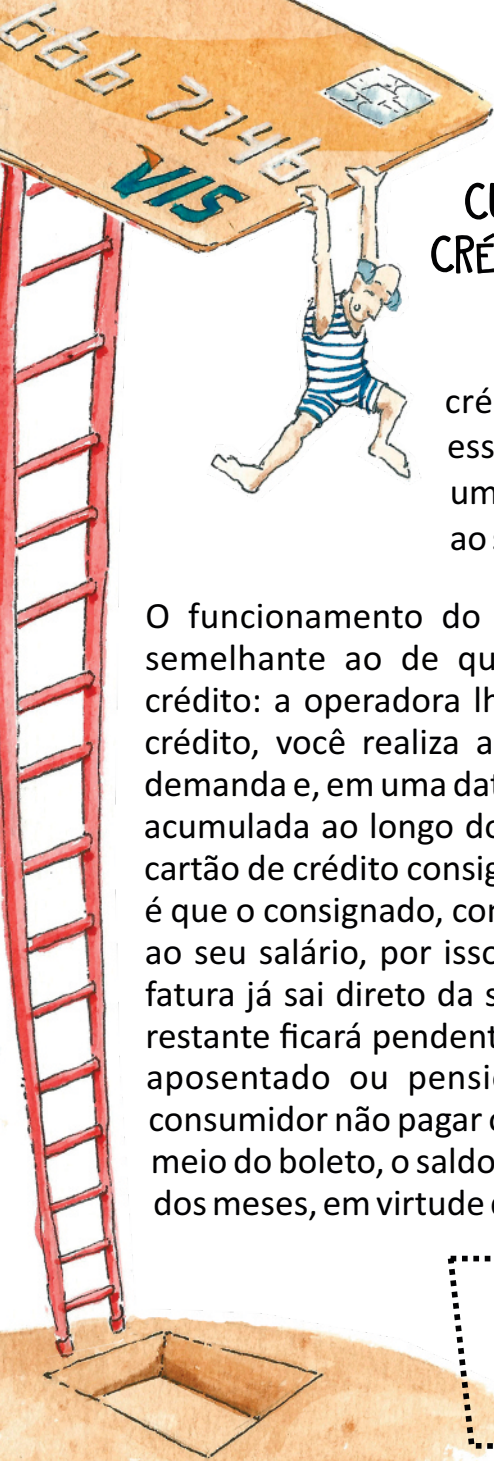 666 7146
VIS
CU
CRÉ
cré
ess
um
ao s
O funcionamento do
semelhante ao de qu
crédito: a operadora lh
crédito, você realiza a
demanda e, em uma dat
acumulada ao longo do
cartão de crédito consig
é que o consignado, con
ao seu salário, por isso
fatura já sai direto da s
restante ficará pendent
aposentado ou pensi
consumidor não pagar o
meio do boleto, o saldo
dos meses, em virtude